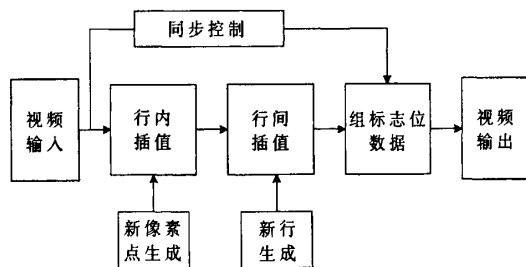 同步控制
视频
输入
行内
插值
行间
插值
组标志位
数据
视频
输出
新像素
点生成
新行
生成